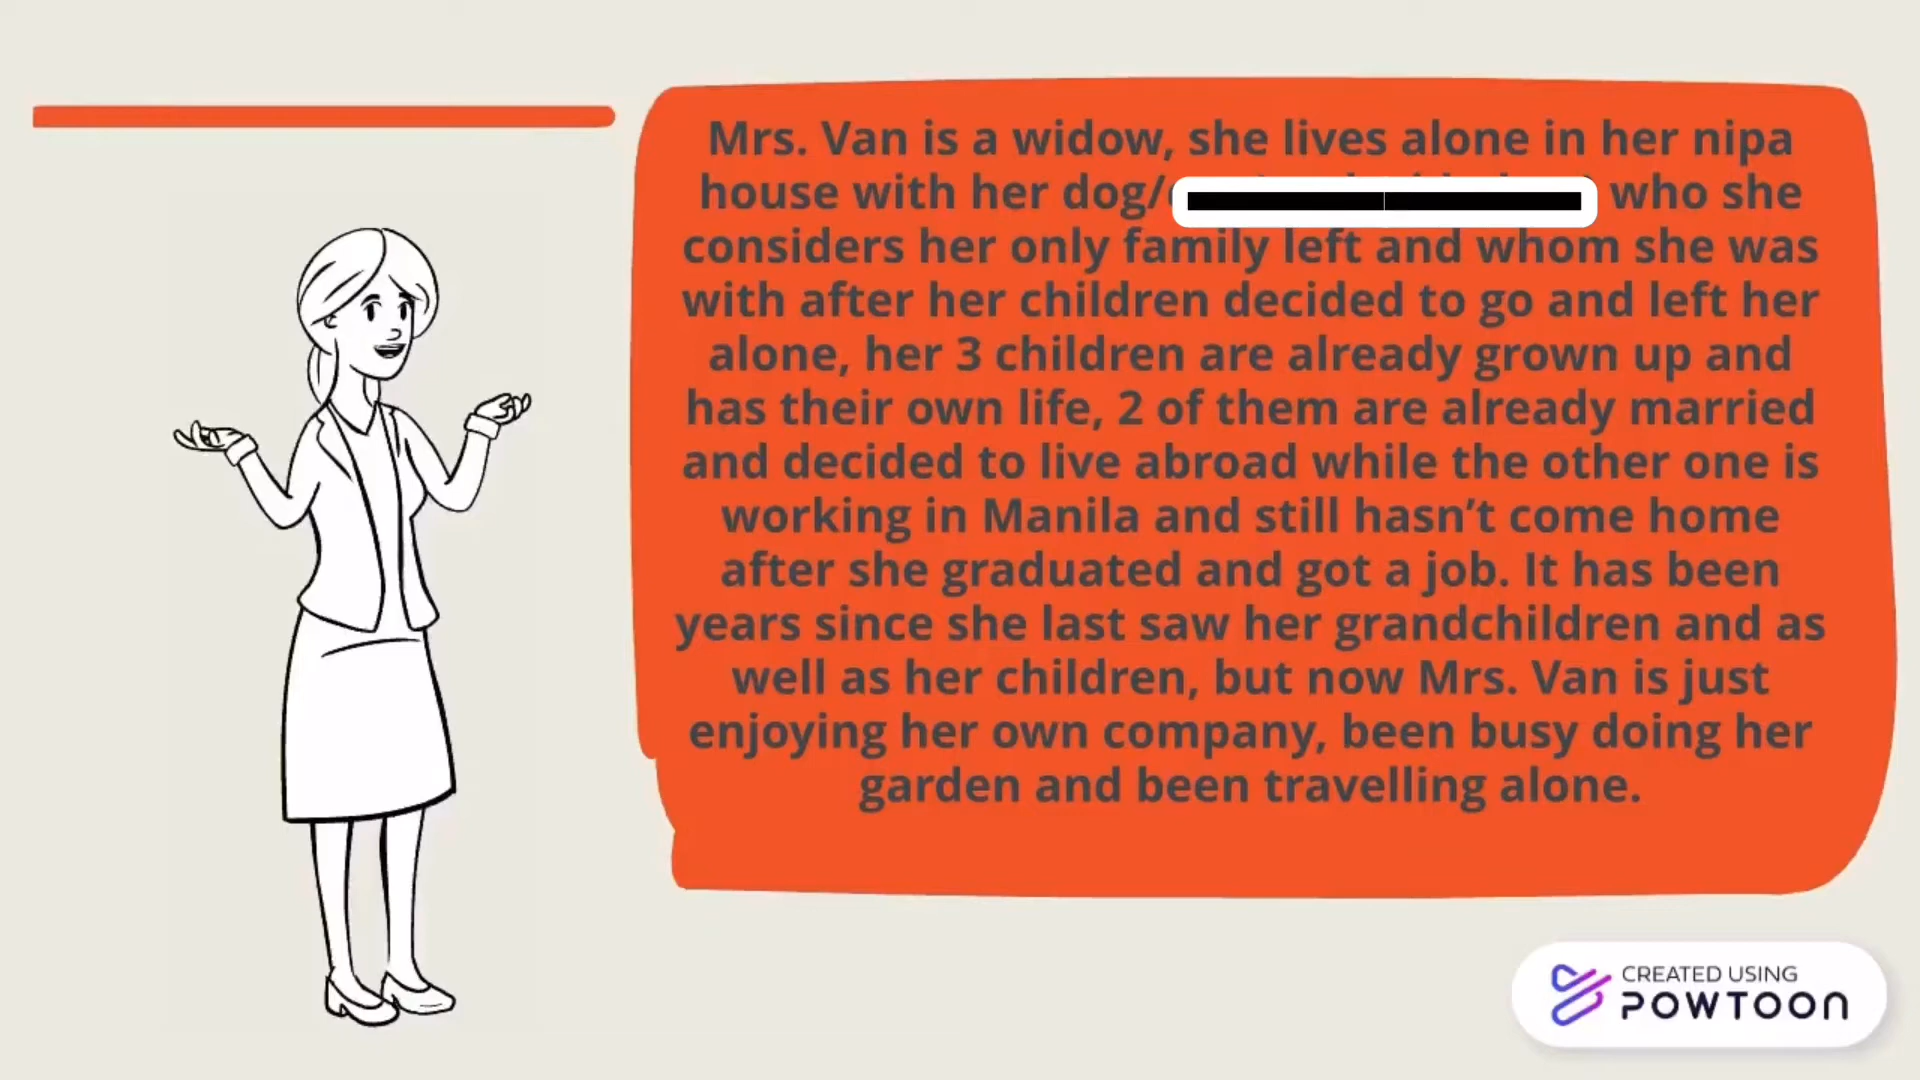 Mrs. Van is a widow, she lives alone in her nipa
house with her dog/ who she
considers her only family left and whom she was
with after her children decided to go and left her
alone, her 3 children are already grown up and
has their own life, 2 of them are already married
and decided to live abroad while the other one is
working in Manila and still hasn’t come home
after she graduated and got a job. It has been
years since she last saw her grandchildren and as
well as her children, but now Mrs. Van is just
enjoying her own company, been busy doing her
garden and been travelling alone.
CREATED USING
POWTOON